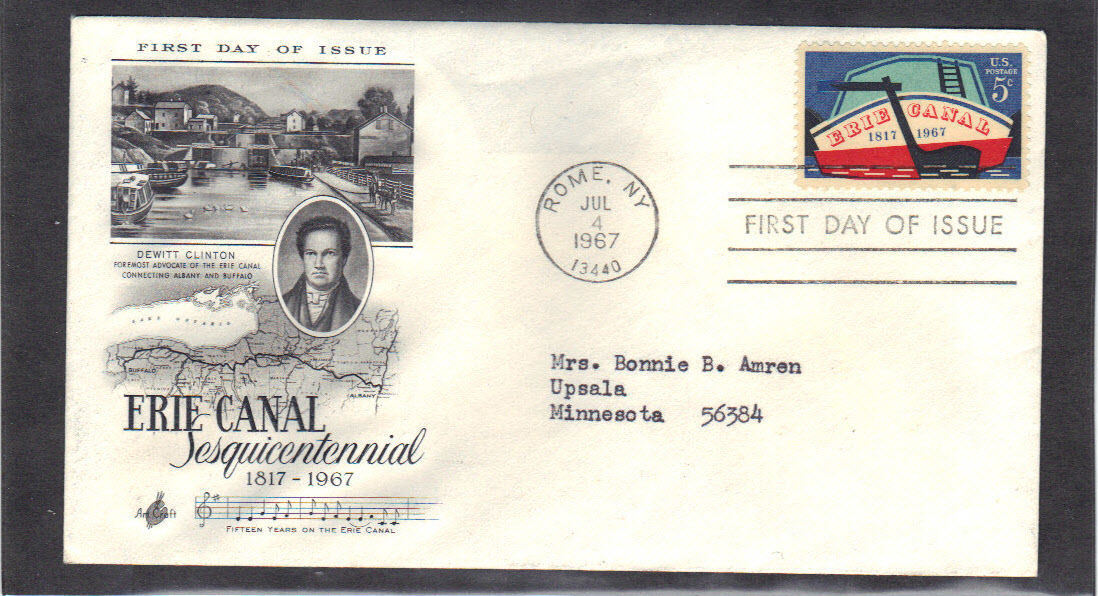 FIRST DAY OF ISSUE
DEWITT CLINTON
FOREMOST ADVOCATE OF THE ERIE CANAL
CONNECTING ALBANY AND BUFFALO
LAKE ONTARIO
BUFFALO
ALBANY
ERIE CANAL
Sesquicentennial
1817 - 1967
Art Craft
FIFTEEN YEARS ON THE ERIE CANAL
ROME, NY
JUL
4
1967
13440
U.S.
POSTAGE
5c
ERIE CANAL
1817 1967
FIRST DAY OF ISSUE
Mrs. Bonnie B. Amren
Upsala
Minnesota 56384